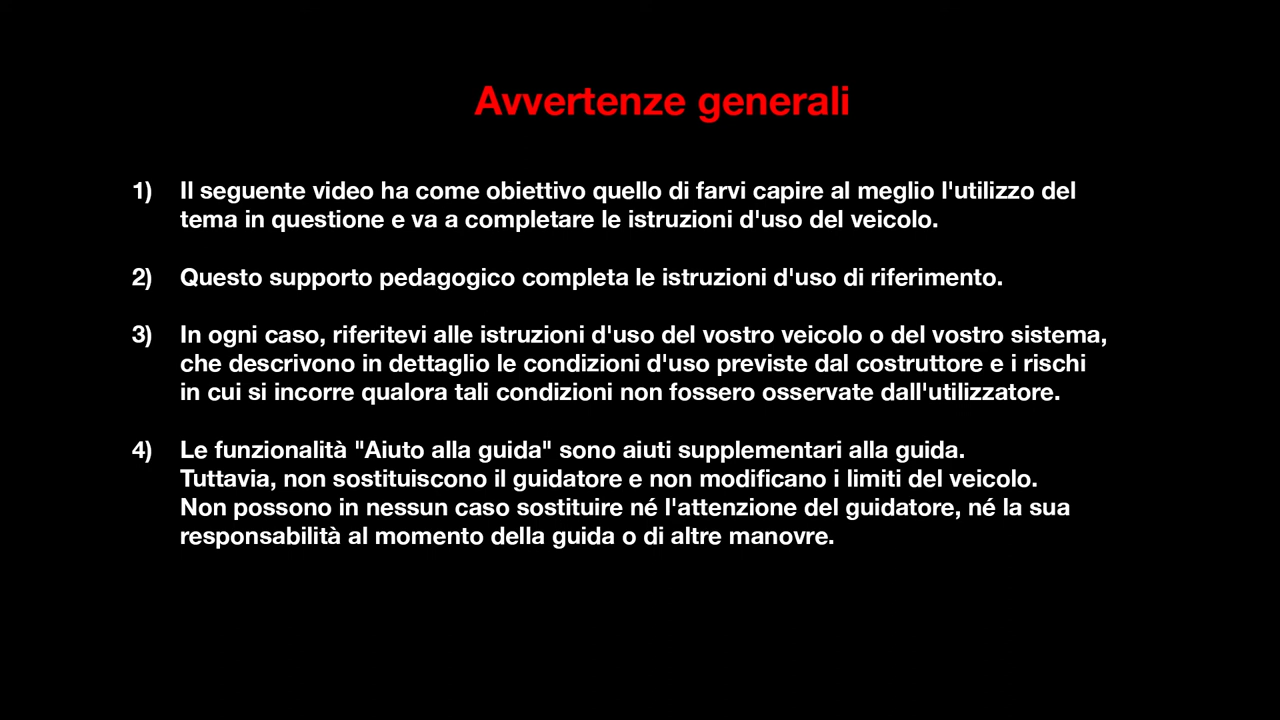 Avvertenze generali
1) Il seguente video ha come obiettivo quello di farvi capire al meglio l'utilizzo del
tema in questione e va a completare le istruzioni d'uso del veicolo.
2) Questo supporto pedagogico completa le istruzioni d'uso di riferimento.
3) In ogni caso, riferitevi alle istruzioni d'uso del vostro veicolo o del vostro sistema,
che descrivono in dettaglio le condizioni d'uso previste dal costruttore e i rischi
in cui si incorre qualora tali condizioni non fossero osservate dall'utilizzatore.
4) Le funzionalità "Aiuto alla guida" sono aiuti supplementari alla guida.
Tuttavia, non sostituiscono il guidatore e non modificano i limiti del veicolo.
Non possono in nessun caso sostituire né l'attenzione del guidatore, né la sua
responsabilità al momento della guida o di altre manovre.